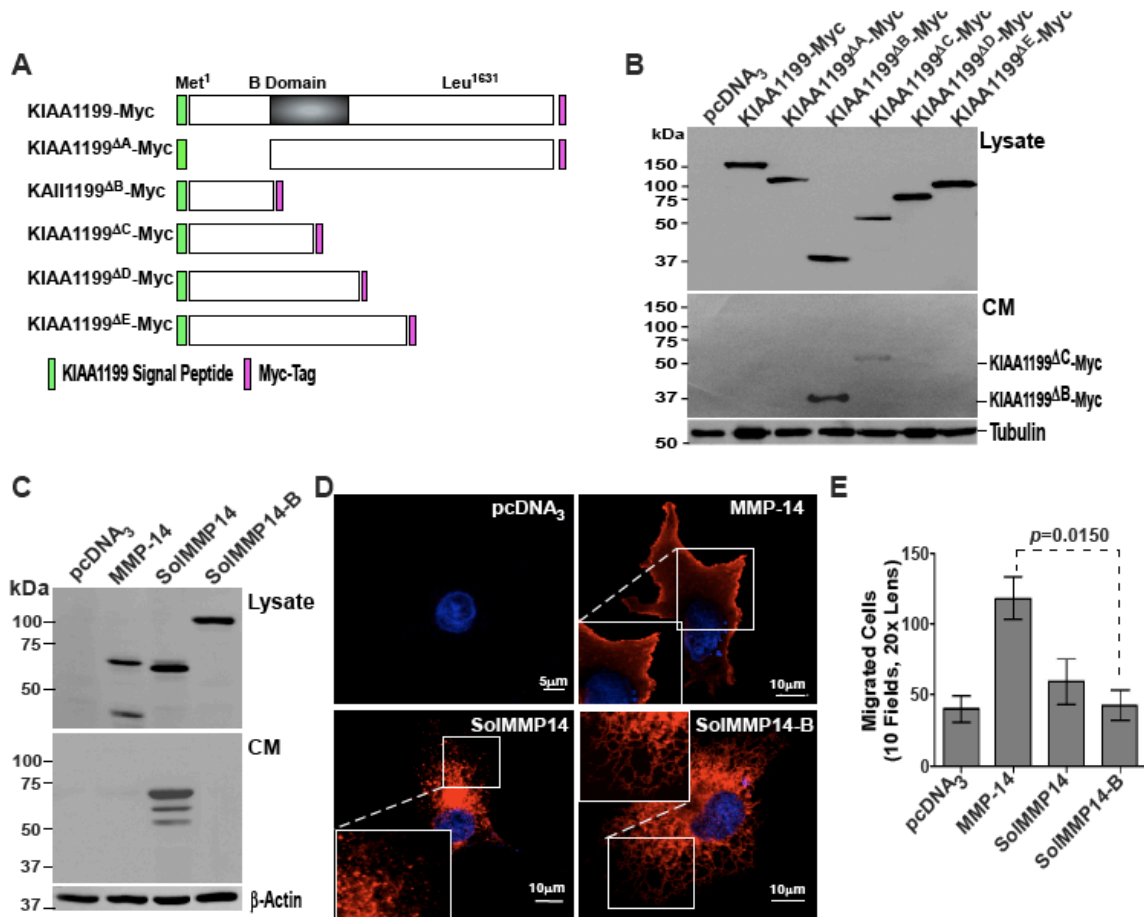 A
Met¹ B Domain Leu¹⁶³¹
KIAA1199-Myc
KIAA1199ΔA-Myc
KAII1199ΔB-Myc
KIAA1199ΔC-Myc
KIAA1199ΔD-Myc
KIAA1199ΔE-Myc
KIAA1199 Signal Peptide Myc-Tag
B
pcDNA₃
KIAA1199-Myc
KIAA1199ΔA-Myc
KIAA1199ΔB-Myc
KIAA1199ΔC-Myc
KIAA1199ΔD-Myc
KIAA1199ΔE-Myc
kDa
Lysate
150
100
75
50
37
CM
150
100
75
50
37
KIAA1199ΔC-Myc
KIAA1199ΔB-Myc
Tubulin
50
C
pcDNA₃
MMP-14
SolMMP14
SolMMP14-B
kDa
Lysate
100
75
50
CM
100
75
50
37
β-Actin
37
D
pcDNA₃
5μm
MMP-14
10μm
SolMMP14
10μm
SolMMP14-B
10μm
E
p=0.0150
Migrated Cells
(10 Fields, 20x Lens)
150
100
50
0
pcDNA₃
MMP-14
SolMMP14
SolMMP14-B